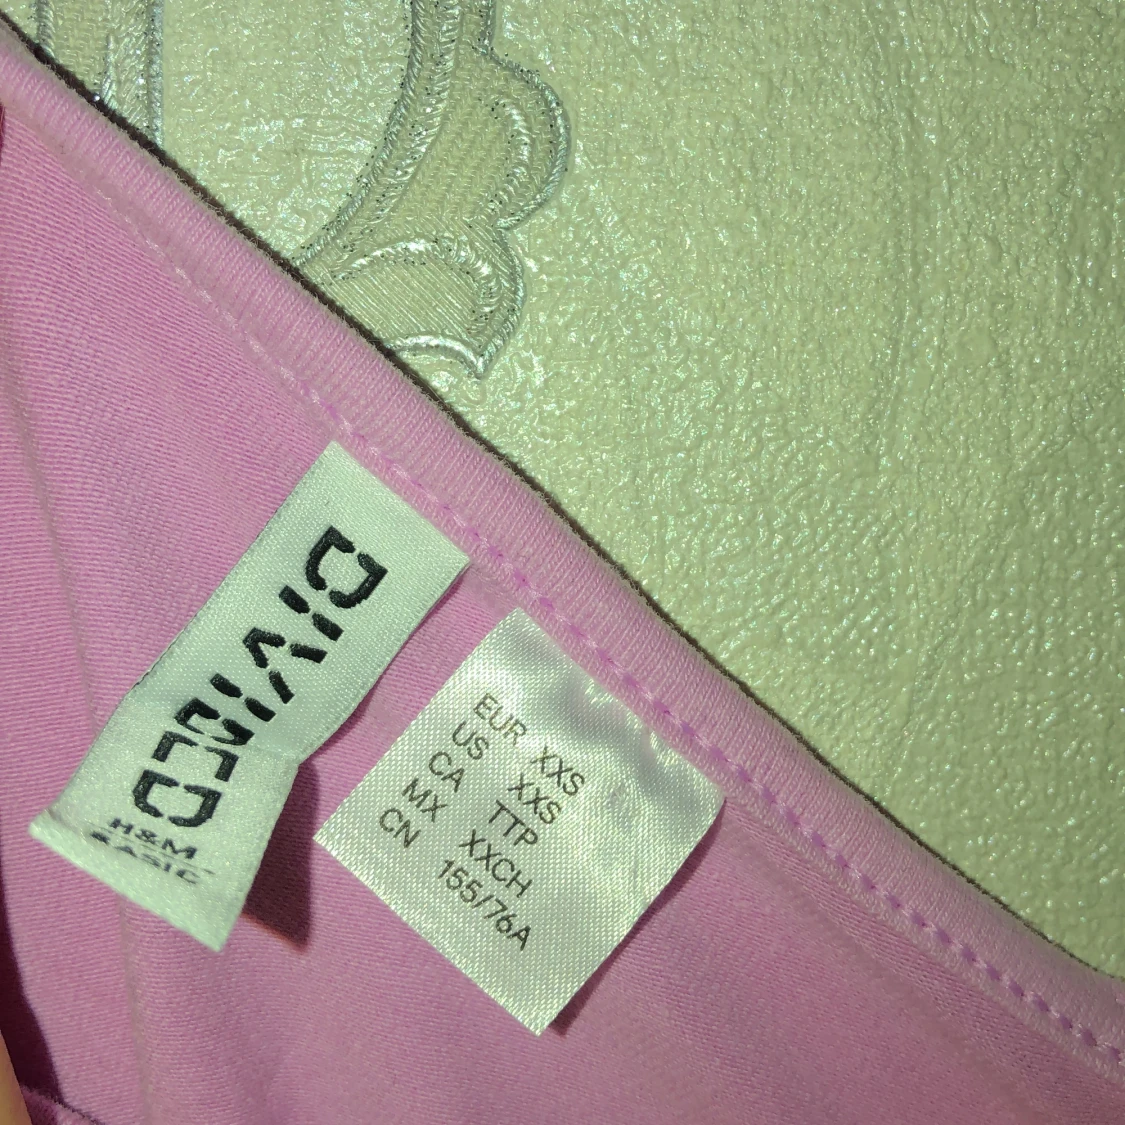 DIVIDED
H&M
BASIC
EUR XXS
US XXS
CA TTP
MX XXCH
CN 155/76A